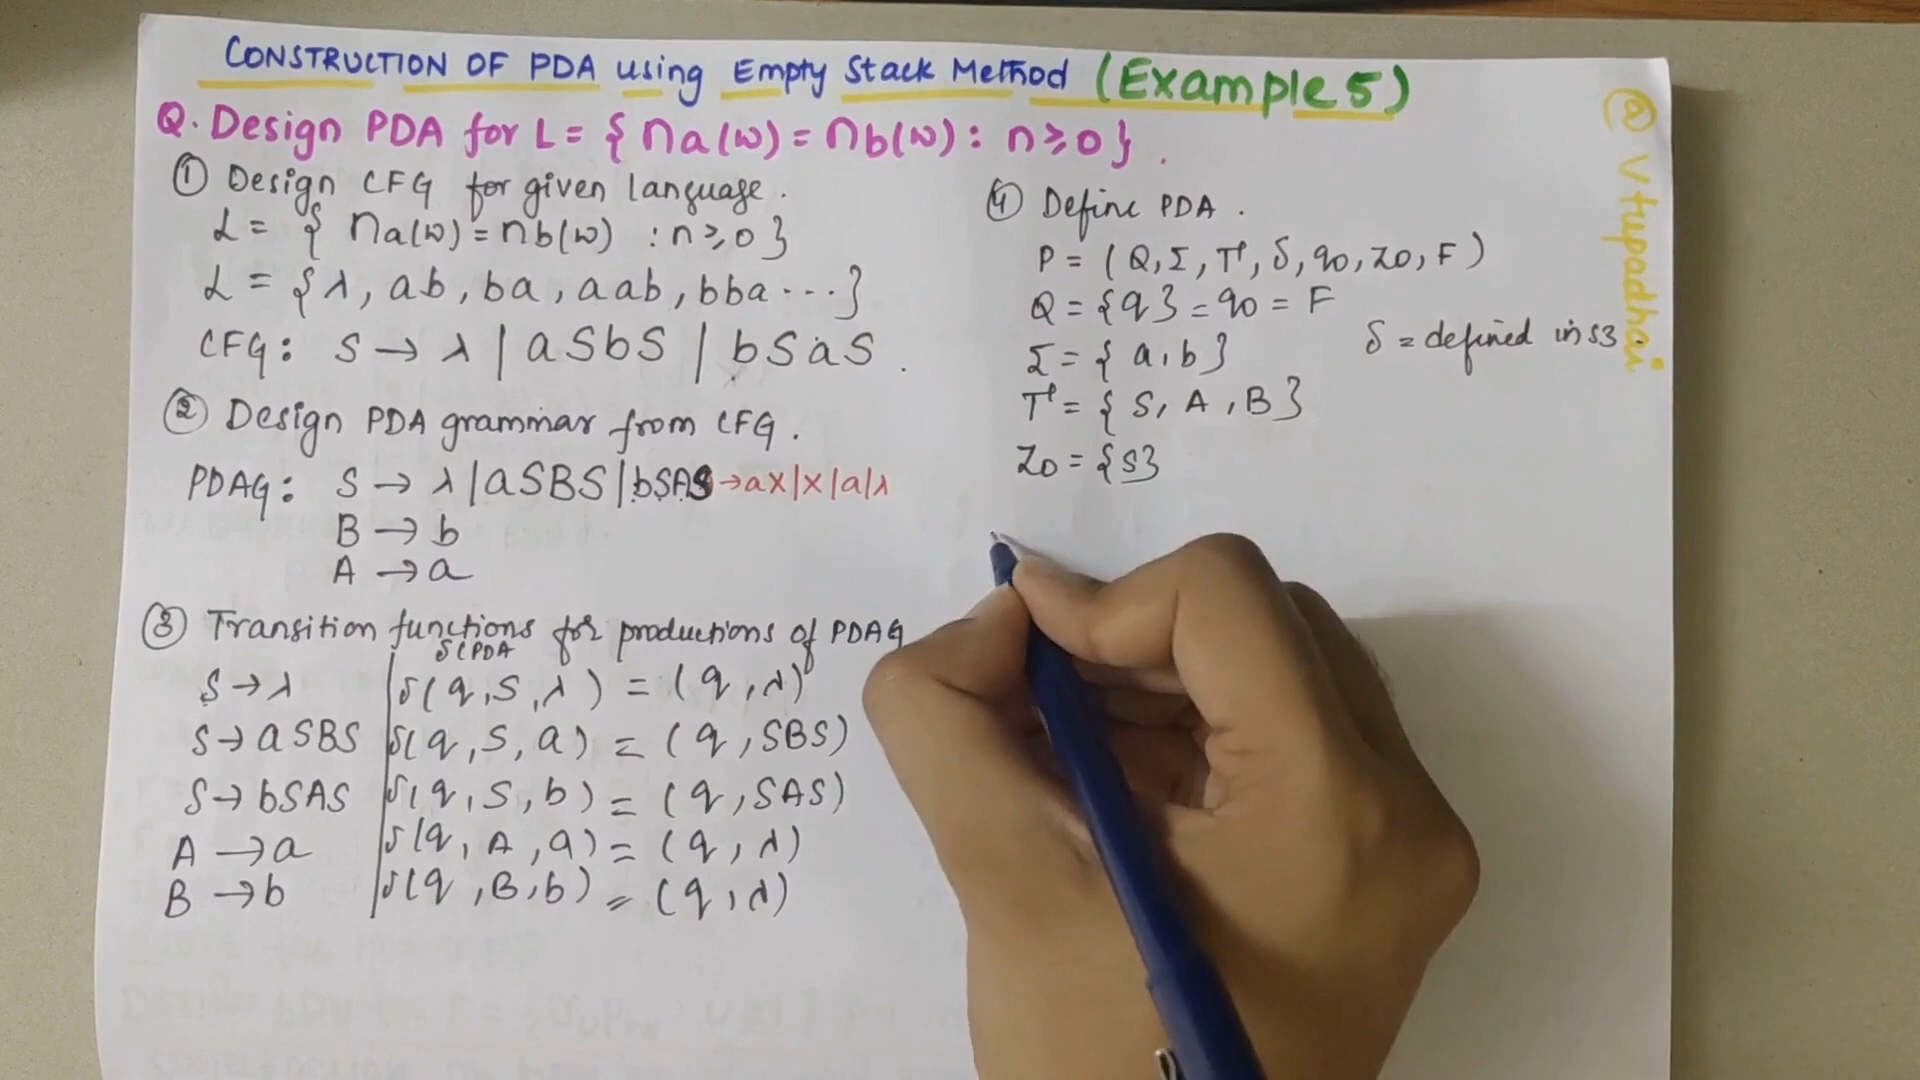 CONSTRUCTION OF PDA using Empty Stack Method (Example 5)
Q. Design PDA for L = { na(w) = nb(w) : n ≥ 0 } .
① Design CFG for given language .
L = { na(w) = nb(w) : n ≥ 0 }
L = { λ, ab, ba, aab, bba ... }
CFG : S → λ | aSbS | bSaS .
② Design PDA grammar from CFG .
PDAG : S → λ | aSBS | bSAS → ax | x | a | λ
B → b
A → a
③ Transition functions for productions of PDAG
δ(PDA
S → λ | δ(q, S, λ) = (q, λ)
S → aSBS | δ(q, S, a) = (q, SBS)
S → bSAS | δ(q, S, b) = (q, SAS)
A → a | δ(q, A, a) = (q, λ)
B → b | δ(q, B, b) = (q, λ)
④ Define PDA .
P = ( Q, Σ, Γ, δ, q0, z0, F )
Q = {q} = q0 = F
δ = defined in S3
Σ = { a, b }
Γ = { S, A, B }
Z0 = {S}
@ Vtupadhai